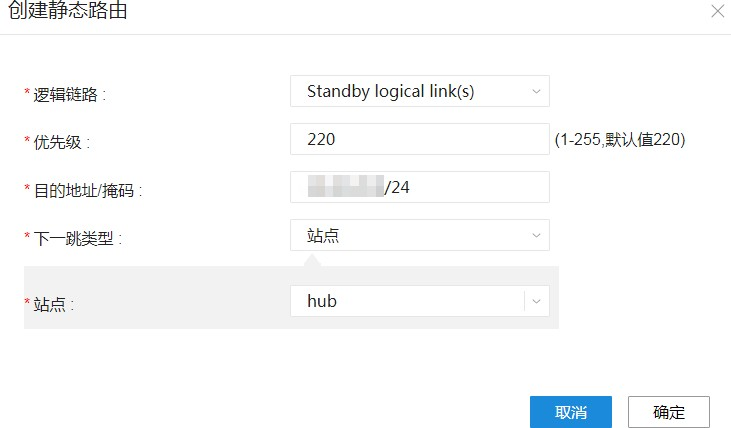 创建静态路由
* 逻辑链路 : Standby logical link(s)
* 优先级 : 220 (1-255,默认值220)
* 目的地址/掩码 : /24
* 下一跳类型 : 站点
* 站点 : hub
取消 确定